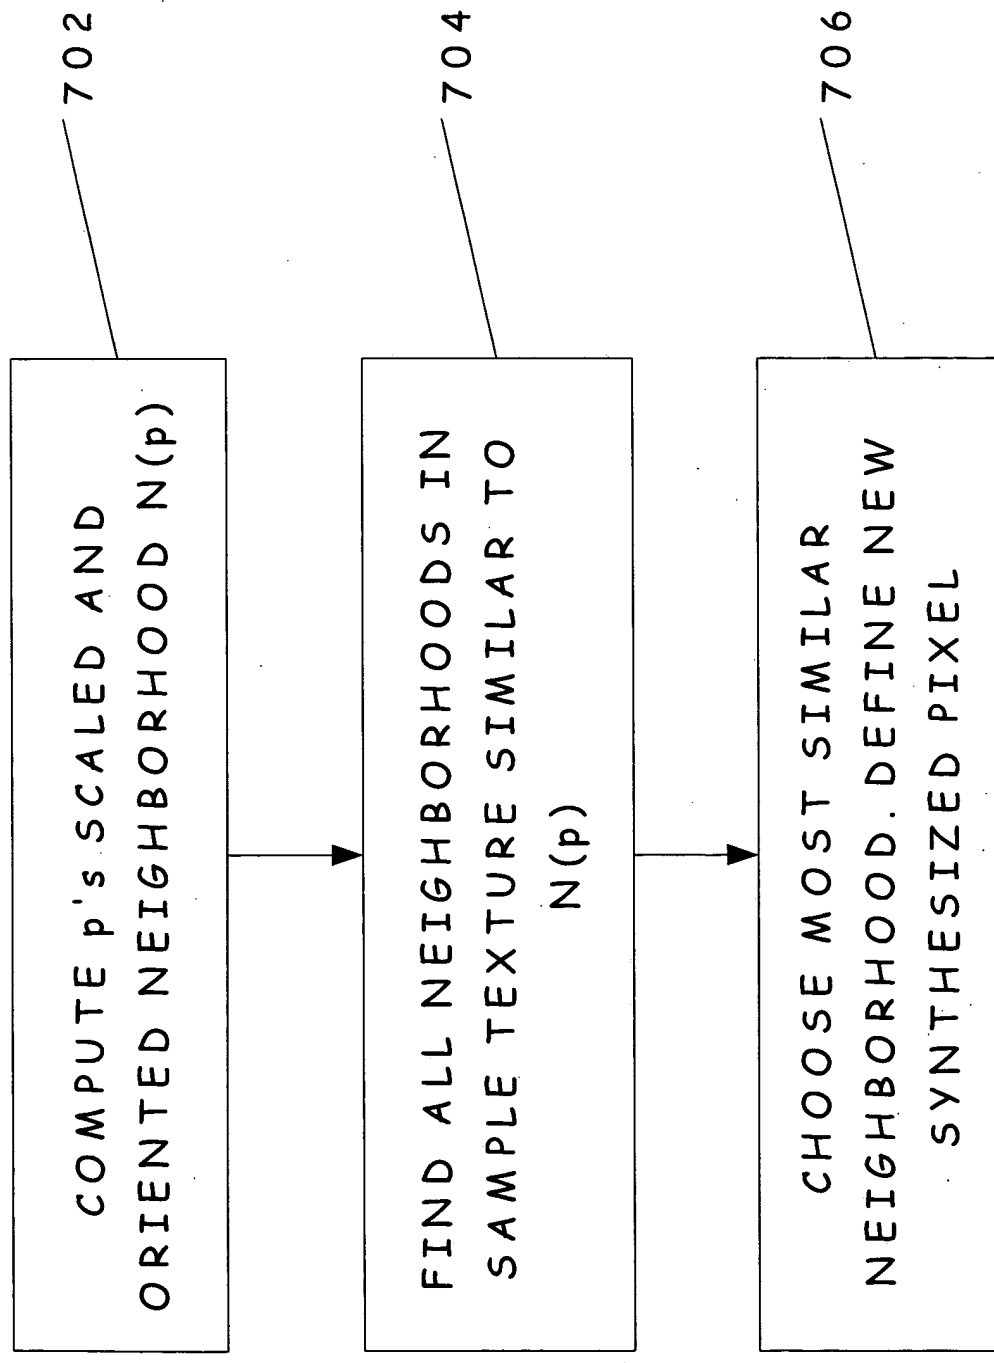 702
COMPUTE p's SCALED AND
ORIENTED NEIGHBORHOOD N(p)
704
FIND ALL NEIGHBORHOODS IN
SAMPLE TEXTURE SIMILAR TO
N(p)
706
CHOOSE MOST SIMILAR
NEIGHBORHOOD. DEFINE NEW
SYNTHESIZED PIXEL